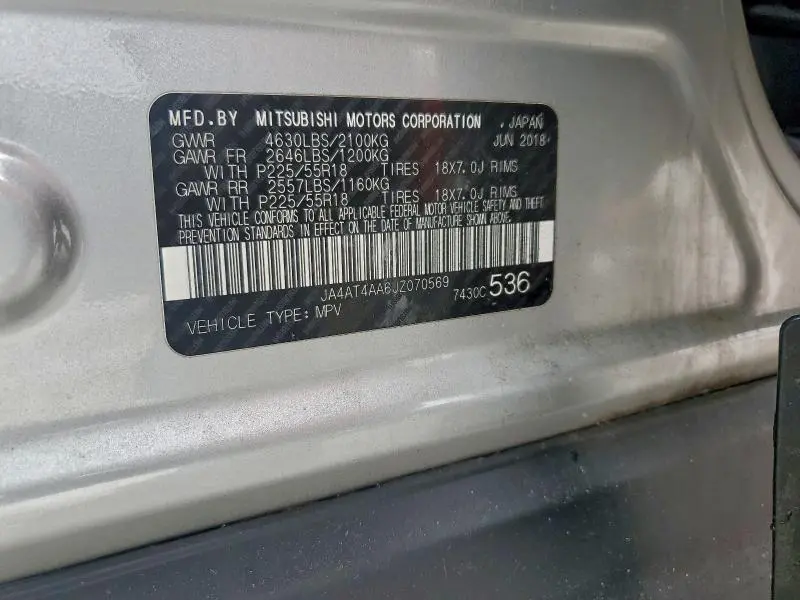 MFD.BY MITSUBISHI MOTORS CORPORATION JAPAN
GVWR 4630LBS/2100KG JUN 2018
GAWR FR 2646LBS/1200KG
WITH P225/55R18 TIRES 18X7.0J RIMS
GAWR RR 2557LBS/1160KG
WITH P225/55R18 TIRES 18X7.0J RIMS
THIS VEHICLE CONFORMS TO ALL APPLICABLE FEDERAL MOTOR VEHICLE SAFETY AND THEFT
PREVENTION STANDARDS IN EFFECT ON THE DATE OF MANUFACTURE SHOWN ABOVE.
JA4AT4AA6JZ070569
7430C 536
VEHICLE TYPE: MPV